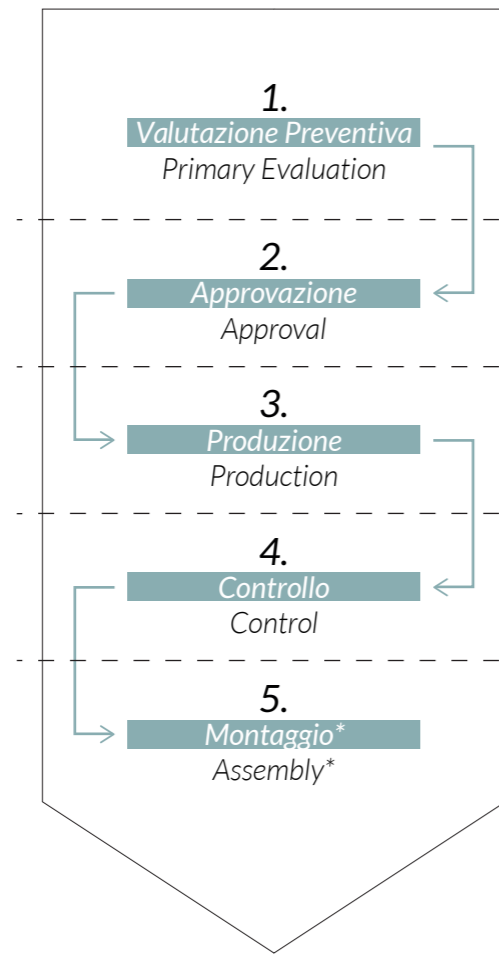 1.
Valutazione Preventiva
Primary Evaluation
2.
Approvazione
Approval
3.
Produzione
Production
4.
Controllo
Control
5.
Montaggio*
Assembly*